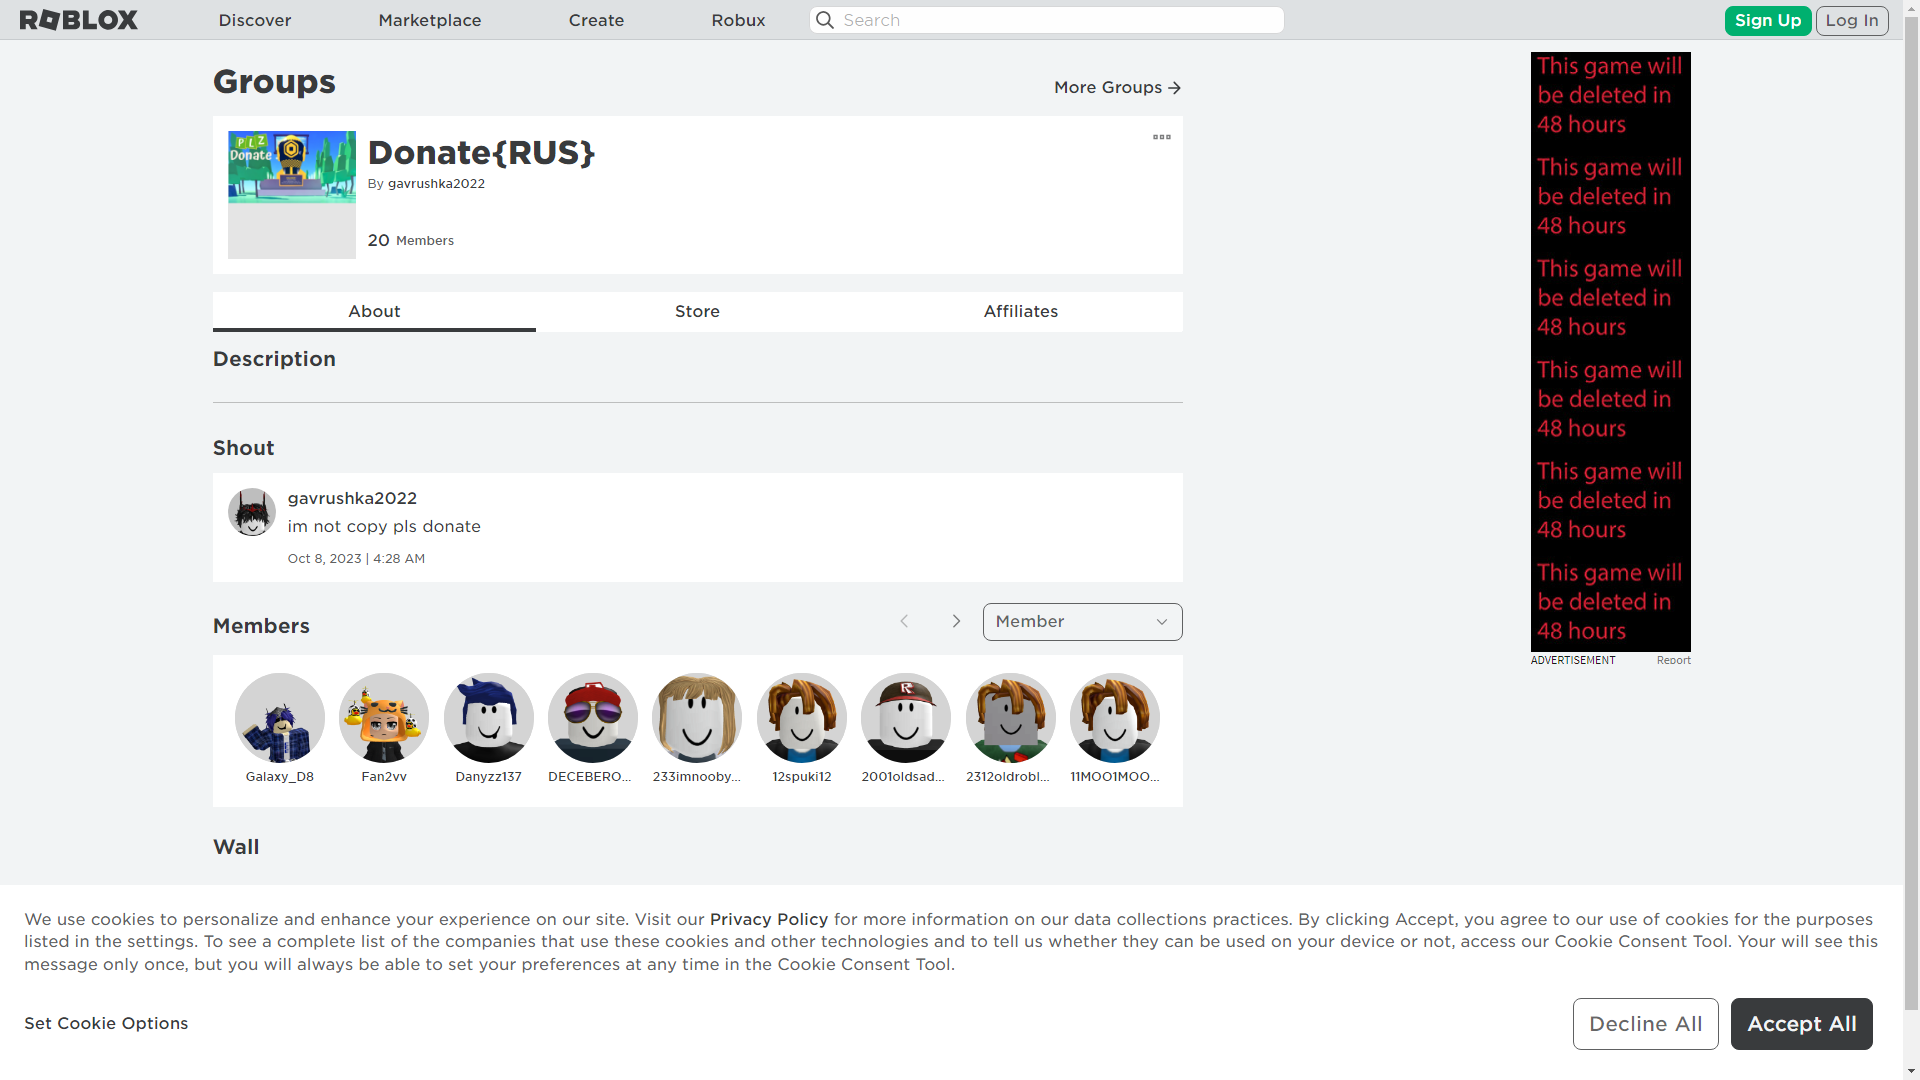 ROBLOX
Discover
Marketplace
Create
Robux
Search
Sign Up
Log In
Groups
More Groups
PLZ
Donate
Donate{RUS}
By gavrushka2022
20 Members
About
Store
Affiliates
Description
Shout
gavrushka2022
im not copy pls donate
Oct 8, 2023 | 4:28 AM
Members
Member
Galaxy_D8
Fan2vv
Danyzz137
DECEBERO...
233imnooby...
12spuki12
2001oldsad...
2312oldrobl...
11MOO1MOO...
Wall
This game will
be deleted in
48 hours
This game will
be deleted in
48 hours
This game will
be deleted in
48 hours
This game will
be deleted in
48 hours
This game will
be deleted in
48 hours
This game will
be deleted in
48 hours
ADVERTISEMENT
Report
We use cookies to personalize and enhance your experience on our site. Visit our Privacy Policy for more information on our data collections practices. By clicking Accept, you agree to our use of cookies for the purposes
listed in the settings. To see a complete list of the companies that use these cookies and other technologies and to tell us whether they can be used on your device or not, access our Cookie Consent Tool. Your will see this
message only once, but you will always be able to set your preferences at any time in the Cookie Consent Tool.
Set Cookie Options
Decline All
Accept All